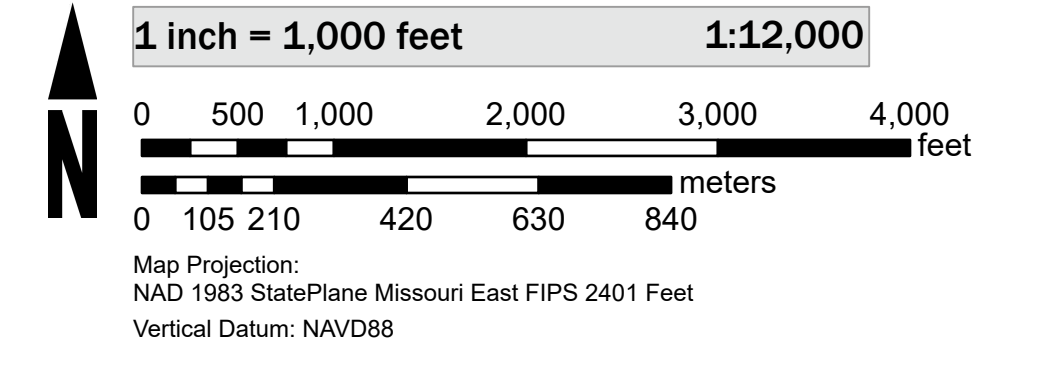 1 inch = 1,000 feet 1:12,000
0 500 1,000 2,000 3,000 4,000
feet
meters
0 105 210 420 630 840
N
Map Projection:
NAD 1983 StatePlane Missouri East FIPS 2401 Feet
Vertical Datum: NAVD88